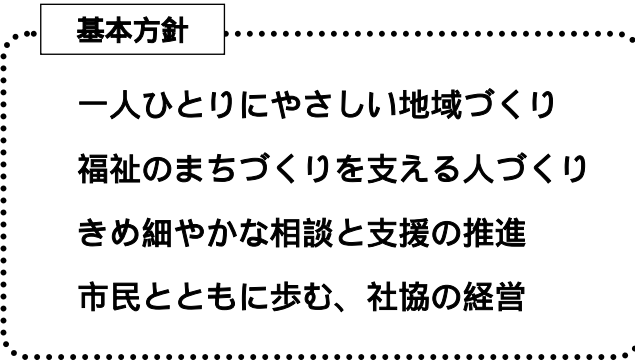 基本方針
一人ひとりにやさしい地域づくり
福祉のまちづくりを支える人づくり
きめ細やかな相談と支援の推進
市民とともに歩む、社協の経営